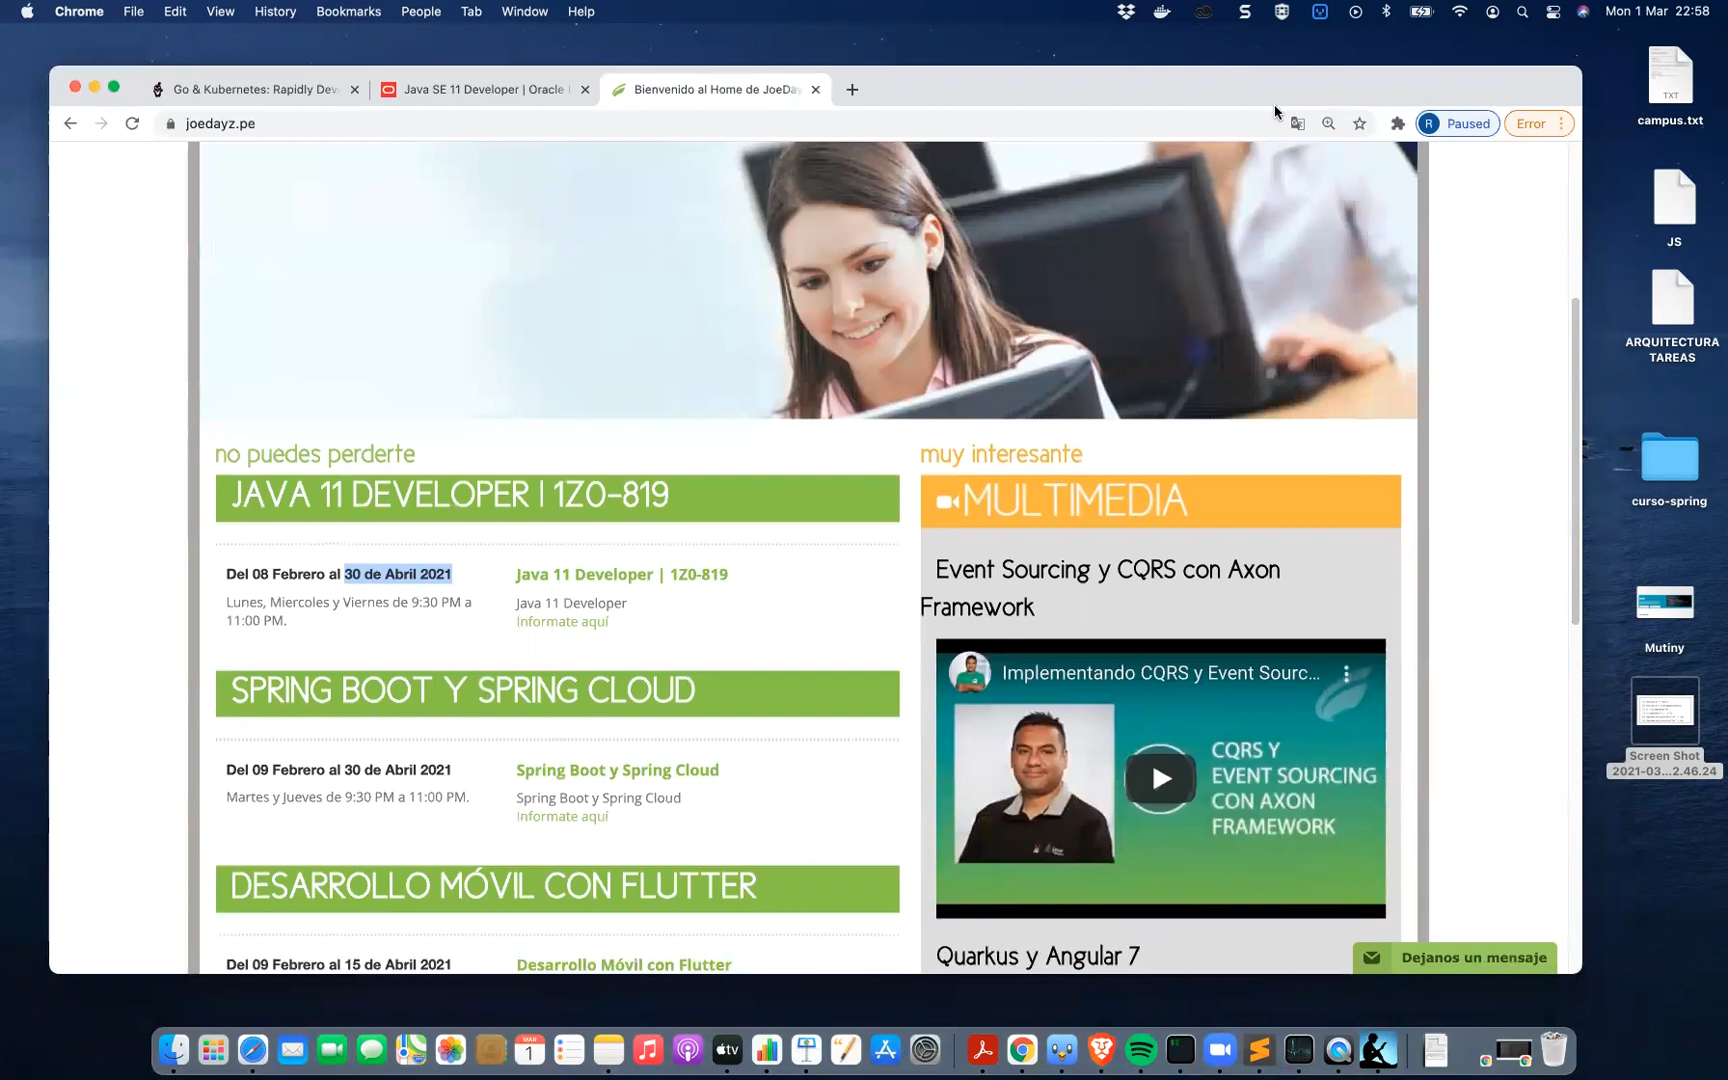 Chrome File Edit View History Bookmarks People Tab Window Help
Mon 1 Mar 22:58
Go & Kubernetes: Rapidly Dev
Java SE 11 Developer | Oracle
Bienvenido al Home de JoeDay
joedayz.pe
R Paused
Error
TXT
campus.txt
JS
ARQUITECTURA
TAREAS
curso-spring
Mutiny
Screen Shot
2021-03...2.46.24
no puedes perderte
JAVA 11 DEVELOPER | 1Z0-819
Del 08 Febrero al 30 de Abril 2021
Lunes, Miercoles y Viernes de 9:30 PM a
11:00 PM.
Java 11 Developer | 1Z0-819
Java 11 Developer
Informate aquí
SPRING BOOT Y SPRING CLOUD
Del 09 Febrero al 30 de Abril 2021
Martes y Jueves de 9:30 PM a 11:00 PM.
Spring Boot y Spring Cloud
Spring Boot y Spring Cloud
Informate aquí
DESARROLLO MÓVIL CON FLUTTER
Del 09 Febrero al 15 de Abril 2021
Desarrollo Móvil con Flutter
muy interesante
MULTIMEDIA
Event Sourcing y CQRS con Axon
Framework
Implementando CQRS y Event Sourc...
CQRS Y
EVENT SOURCING
CON AXON
FRAMEWORK
Quarkus y Angular 7
Dejanos un mensaje
MAR
1
tv